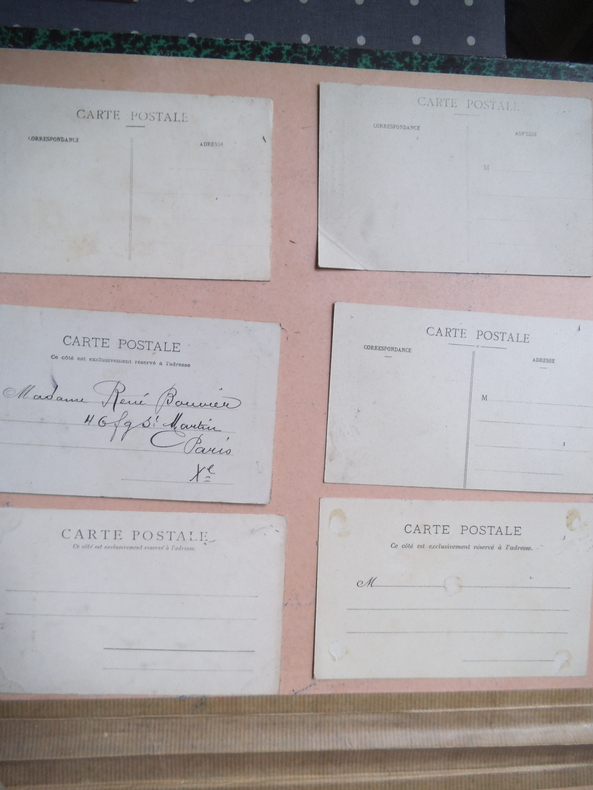 CARTE POSTALE
CORRESPONDANCE
ADRESSE
CARTE POSTALE
CORRESPONDANCE
ADRESSE
M
CARTE POSTALE
Ce côté est exclusivement réservé à l'adresse
Madame René Bouvier
46 fg St Martin
Paris
Xe
CARTE POSTALE
CORRESPONDANCE
ADRESSE
M
CARTE POSTALE
Ce côté est exclusivement réservé à l'adresse.
CARTE POSTALE
Ce côté est exclusivement réservé à l'adresse.
M